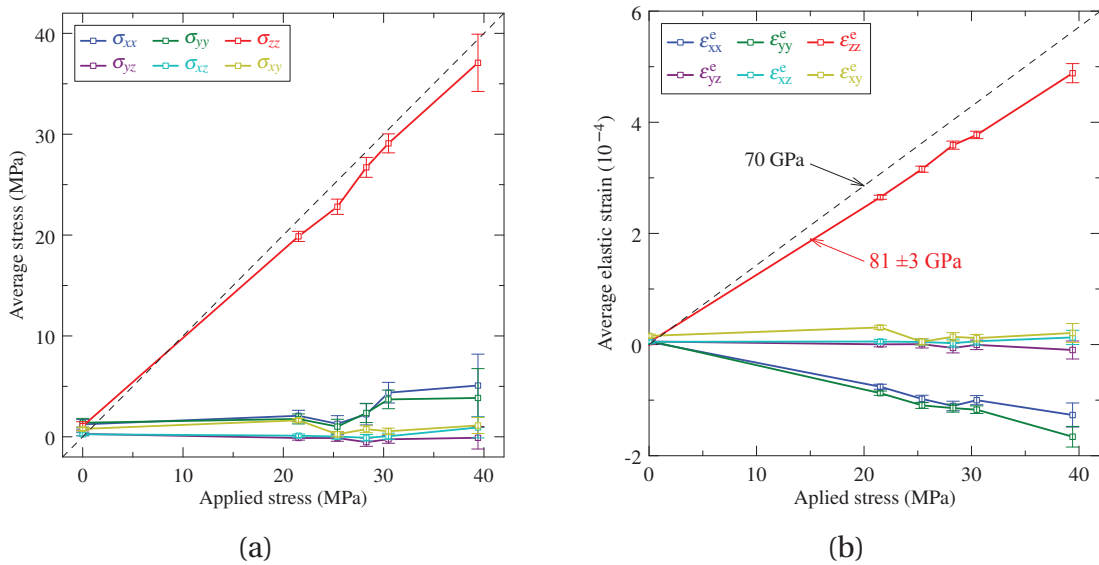 40
30
20
10
0
0
10
20
30
40
Average stress (MPa)
Applied stress (MPa)
σxx
σyy
σzz
σyz
σxz
σxy
(a)
6
4
2
0
-2
0
10
20
30
40
Average elastic strain (10⁻⁴)
Aplied stress (MPa)
εᵉxx
εᵉyy
εᵉzz
εᵉyz
εᵉxz
εᵉxy
70 GPa
81 ±3 GPa
(b)